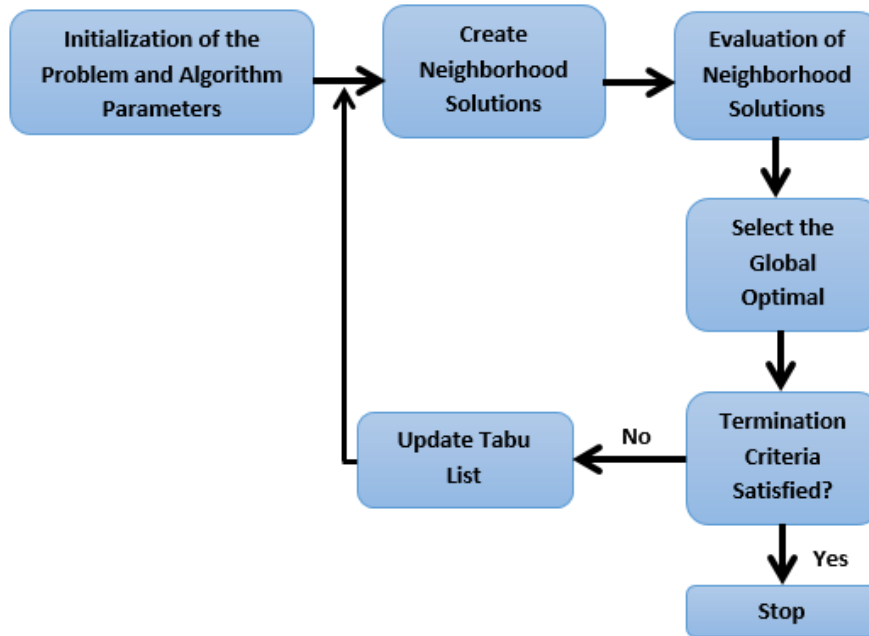 Initialization of the
Problem and Algorithm
Parameters
Create
Neighborhood
Solutions
Evaluation of
Neighborhood
Solutions
Select the
Global
Optimal
Termination
Criteria
Satisfied?
No
Update Tabu
List
Yes
Stop